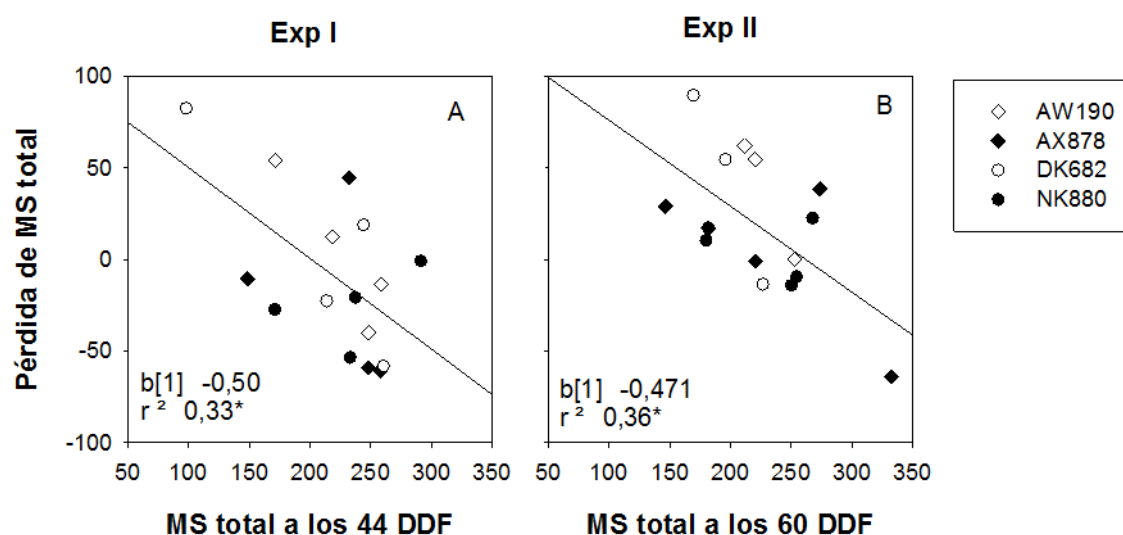 Exp I
Exp II
Pérdida de MS total
100
50
0
-50
-100
A
b[1] -0,50
r ² 0,33*
50 100 150 200 250 300 350
MS total a los 44 DDF
B
b[1] -0,471
r ² 0,36*
50 100 150 200 250 300 350
MS total a los 60 DDF
AW190
AX878
DK682
NK880